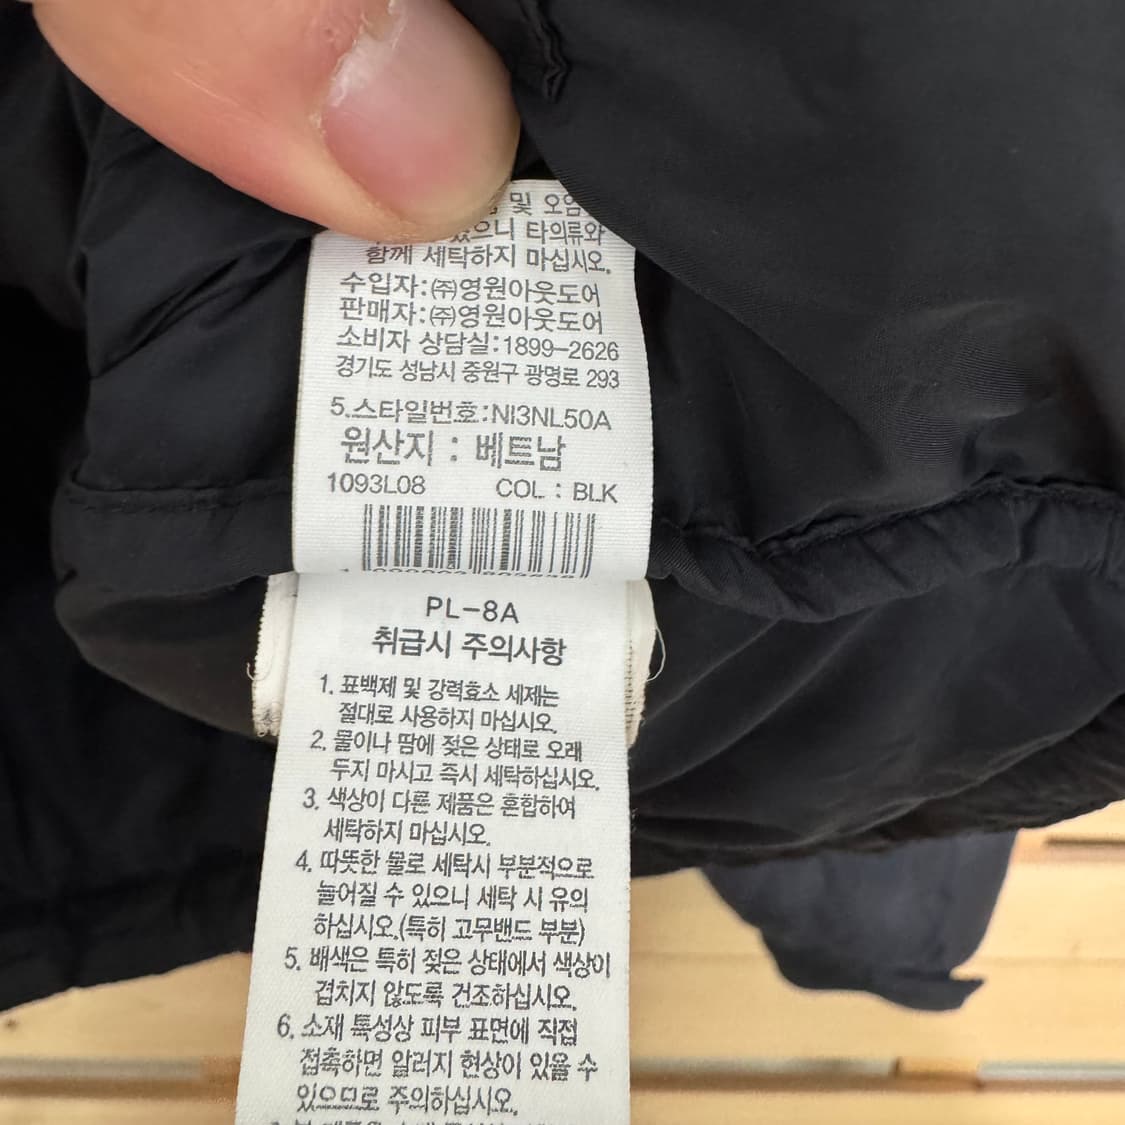 및 오염
있으니 타의류와
함께 세탁하지 마십시오.
수입자:㈜영원아웃도어
판매자:㈜영원아웃도어
소비자 상담실:1899-2626
경기도 성남시 중원구 광명로 293
5.스타일번호:NI3NL50A
원산지 : 베트남
1093L08 COL : BLK
PL-8A
취급시 주의사항
1. 표백제 및 강력효소 세제는
절대로 사용하지 마십시오.
2. 물이나 땀에 젖은 상태로 오래
두지 마시고 즉시 세탁하십시오.
3. 색상이 다른 제품은 혼합하여
세탁하지 마십시오.
4. 따뜻한 물로 세탁시 부분적으로
늘어질 수 있으니 세탁 시 유의
하십시오.(특히 고무밴드 부분)
5. 배색은 특히 젖은 상태에서 색상이
겹치지 않도록 건조하십시오.
6. 소재 특성상 피부 표면에 직접
접촉하면 알러지 현상이 있을 수
있으므로 주의하십시오.